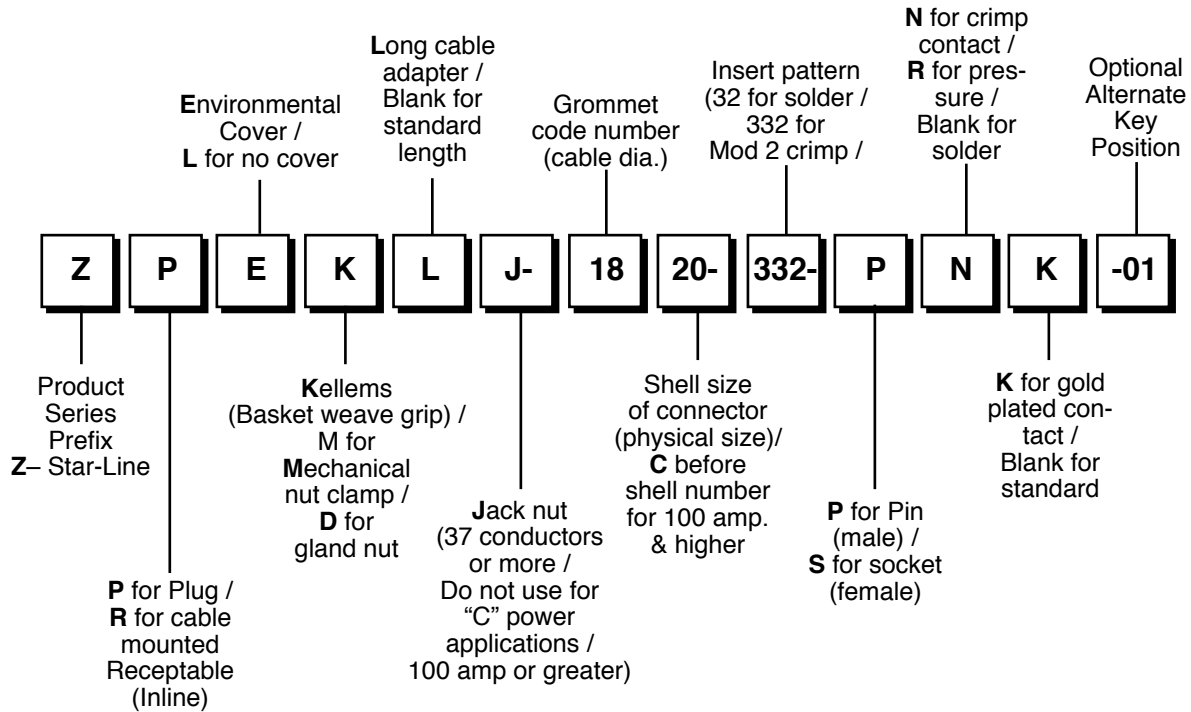 N for crimp
contact /
R for pres-
sure /
Blank for
solder
Long cable
adapter /
Blank for
standard
length
Insert pattern
(32 for solder /
332 for
Mod 2 crimp /
Optional
Alternate
Key
Position
Environmental
Cover /
L for no cover
Grommet
code number
(cable dia.)
Z P E K L J- 18 20- 332- P N K -01
Product
Series
Prefix
Z– Star-Line
Kellems
(Basket weave grip) /
M for
Mechanical
nut clamp /
D for
gland nut
Shell size
of connector
(physical size)/
C before
shell number
for 100 amp.
& higher
K for gold
plated con-
tact /
Blank for
standard
Jack nut
(37 conductors
or more /
Do not use for
“C” power
applications /
100 amp or greater)
P for Pin
(male) /
S for socket
(female)
P for Plug /
R for cable
mounted
Receptable
(Inline)